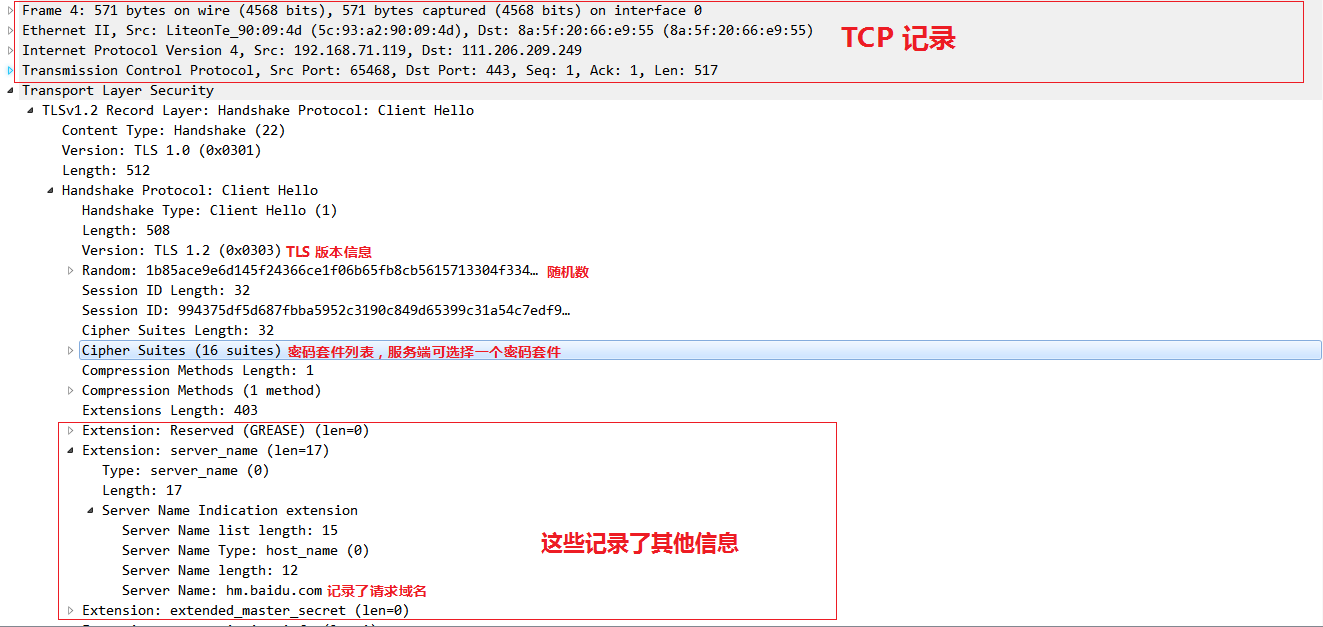 Frame 4: 571 bytes on wire (4568 bits), 571 bytes captured (4568 bits) on interface 0
Ethernet II, Src: LiteonTe_90:09:4d (5c:93:a2:90:09:4d), Dst: 8a:5f:20:66:e9:55 (8a:5f:20:66:e9:55)
TCP 记录
Internet Protocol Version 4, Src: 192.168.71.119, Dst: 111.206.209.249
Transmission Control Protocol, Src Port: 65468, Dst Port: 443, Seq: 1, Ack: 1, Len: 517
Transport Layer Security
TLSv1.2 Record Layer: Handshake Protocol: Client Hello
Content Type: Handshake (22)
Version: TLS 1.0 (0x0301)
Length: 512
Handshake Protocol: Client Hello
Handshake Type: Client Hello (1)
Length: 508
Version: TLS 1.2 (0x0303) TLS 版本信息
Random: 1b85ace9e6d145f24366ce1f06b65fb8cb5615713304f334… 随机数
Session ID Length: 32
Session ID: 994375df5d687fbba5952c3190c849d65399c31a54c7edf9…
Cipher Suites Length: 32
Cipher Suites (16 suites) 密码套件列表，服务端可选择一个密码套件
Compression Methods Length: 1
Compression Methods (1 method)
Extensions Length: 403
Extension: Reserved (GREASE) (len=0)
Extension: server_name (len=17)
Type: server_name (0)
Length: 17
Server Name Indication extension
Server Name list length: 15
Server Name Type: host_name (0)
这些记录了其他信息
Server Name length: 12
Server Name: hm.baidu.com 记录了请求域名
Extension: extended_master_secret (len=0)